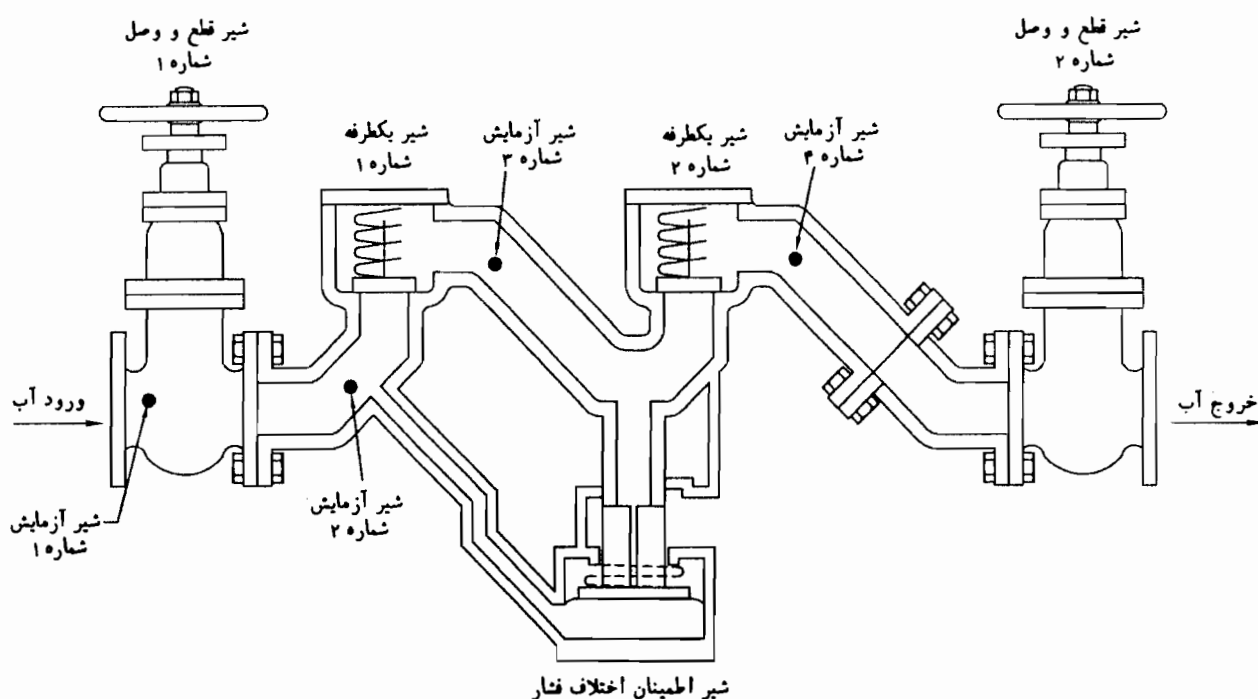 شیر قطع و وصل
شماره ۱
شیر قطع و وصل
شماره ۲
شیر یکطرفه
شماره ۱
شیر آزمایش
شماره ۳
شیر یکطرفه
شماره ۲
شیر آزمایش
شماره ۴
ورود آب
خروج آب
شیر آزمایش
شماره ۱
شیر آزمایش
شماره ۲
شیر اطمینان اختلاف فشار